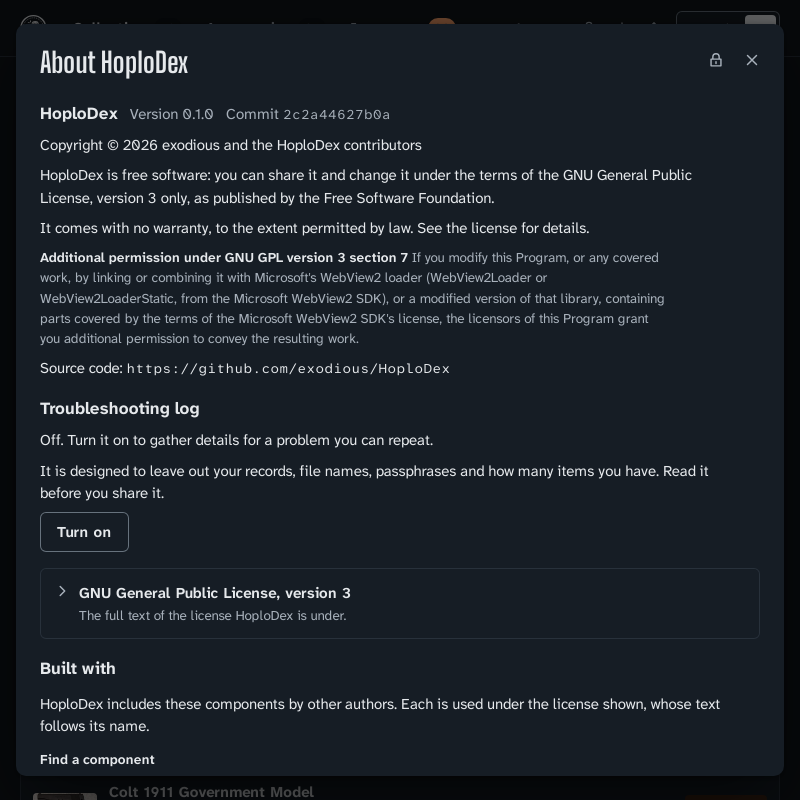 About HoploDex
HoploDex Version 0.1.0 Commit 2c2a44627b0a
Copyright © 2026 exodious and the HoploDex contributors
HoploDex is free software: you can share it and change it under the terms of the GNU General Public
License, version 3 only, as published by the Free Software Foundation.
It comes with no warranty, to the extent permitted by law. See the license for details.
Additional permission under GNU GPL version 3 section 7 If you modify this Program, or any covered
work, by linking or combining it with Microsoft's WebView2 loader (WebView2Loader or
WebView2LoaderStatic, from the Microsoft WebView2 SDK), or a modified version of that library, containing
parts covered by the terms of the Microsoft WebView2 SDK's license, the licensors of this Program grant
you additional permission to convey the resulting work.
Source code: https://github.com/exodious/HoploDex
Troubleshooting log
Off. Turn it on to gather details for a problem you can repeat.
It is designed to leave out your records, file names, passphrases and how many items you have. Read it
before you share it.
Turn on
GNU General Public License, version 3
The full text of the license HoploDex is under.
Built with
HoploDex includes these components by other authors. Each is used under the license shown, whose text
follows its name.
Find a component
Colt 1911 Government Model